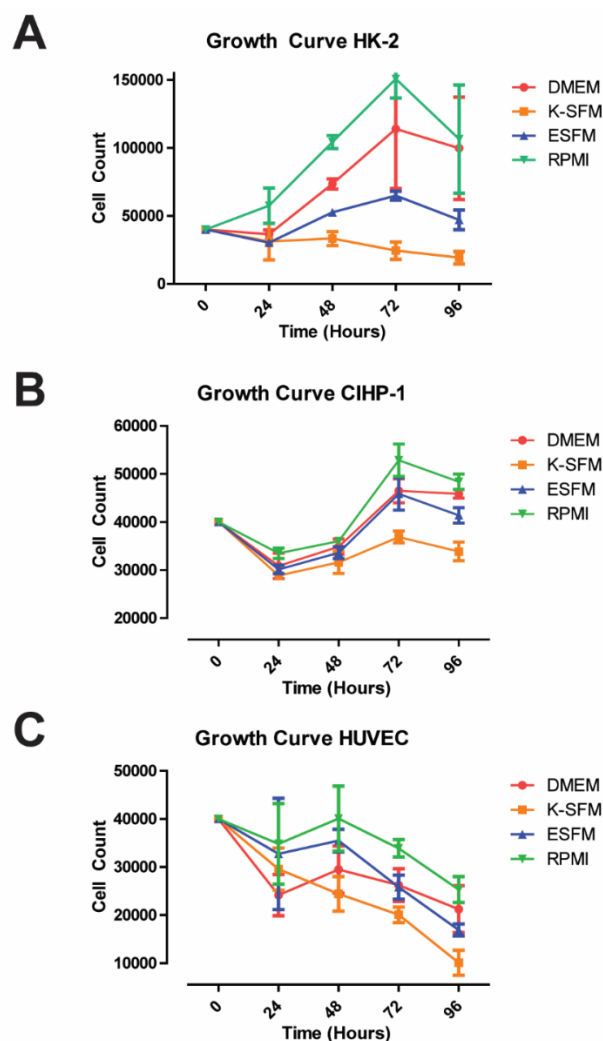 A
Growth Curve HK-2
150000
100000
50000
0
Cell Count
0 24 48 72 96
Time (Hours)
DMEM
K-SFM
ESFM
RPMI
B
Growth Curve CIHP-1
60000
50000
40000
30000
20000
Cell Count
0 24 48 72 96
Time (Hours)
DMEM
K-SFM
ESFM
RPMI
C
Growth Curve HUVEC
50000
40000
30000
20000
10000
Cell Count
0 24 48 72 96
Time (Hours)
DMEM
K-SFM
ESFM
RPMI